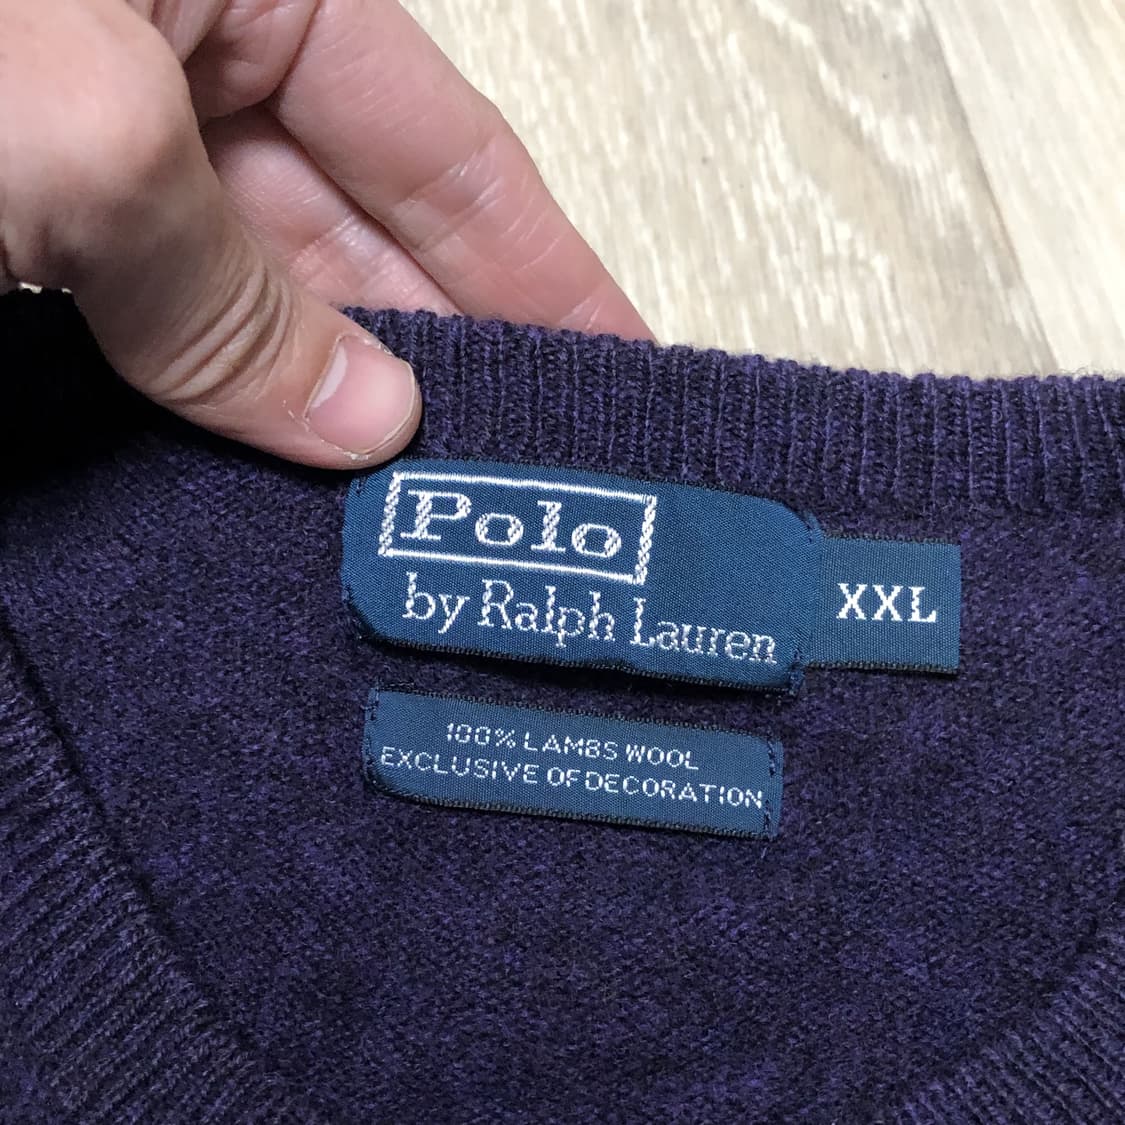 Polo
by Ralph Lauren
XXL
100% LAMBS WOOL
EXCLUSIVE OF DECORATION